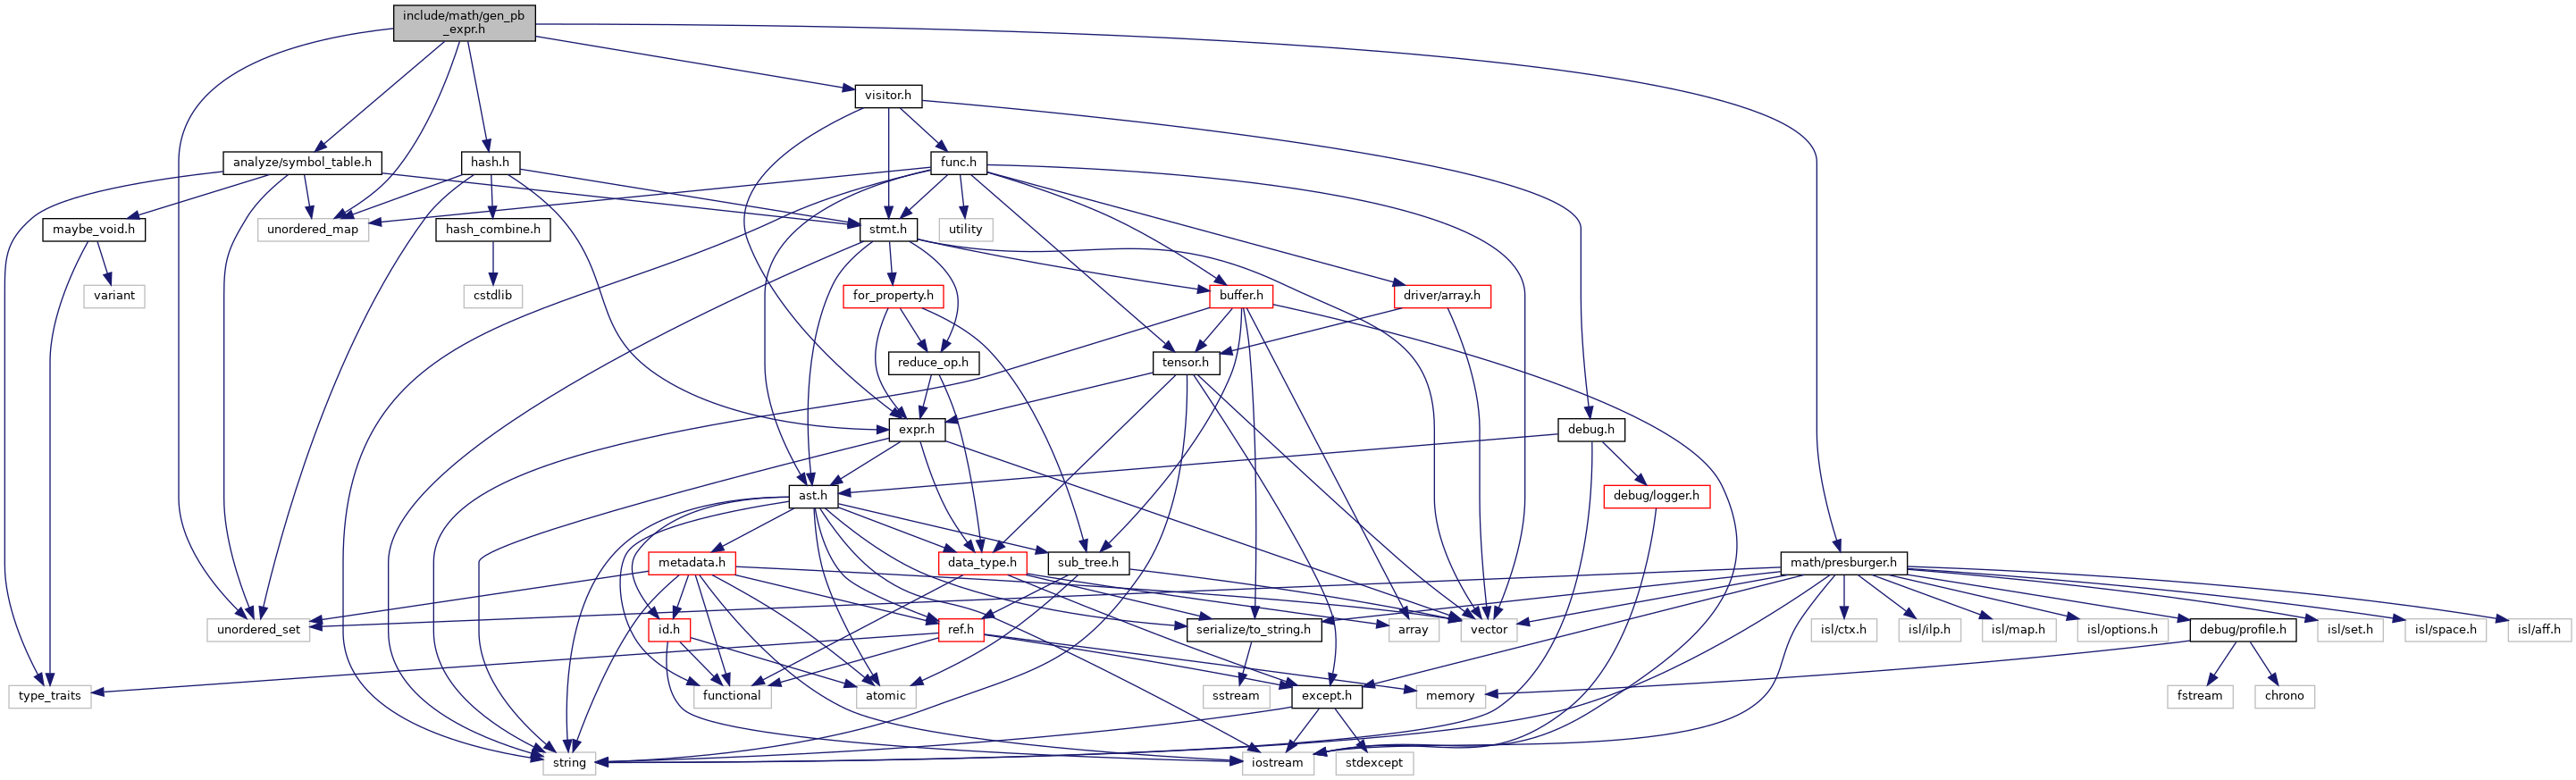 include/math/gen_pb
_expr.h
visitor.h
analyze/symbol_table.h
hash.h
func.h
maybe_void.h
unordered_map
hash_combine.h
stmt.h
utility
variant
cstdlib
for_property.h
buffer.h
driver/array.h
reduce_op.h
tensor.h
expr.h
debug.h
ast.h
debug/logger.h
metadata.h
data_type.h
sub_tree.h
math/presburger.h
unordered_set
id.h
ref.h
serialize/to_string.h
array
vector
isl/ctx.h
isl/ilp.h
isl/map.h
isl/options.h
debug/profile.h
isl/set.h
isl/space.h
isl/aff.h
type_traits
functional
atomic
sstream
except.h
memory
fstream
chrono
string
iostream
stdexcept